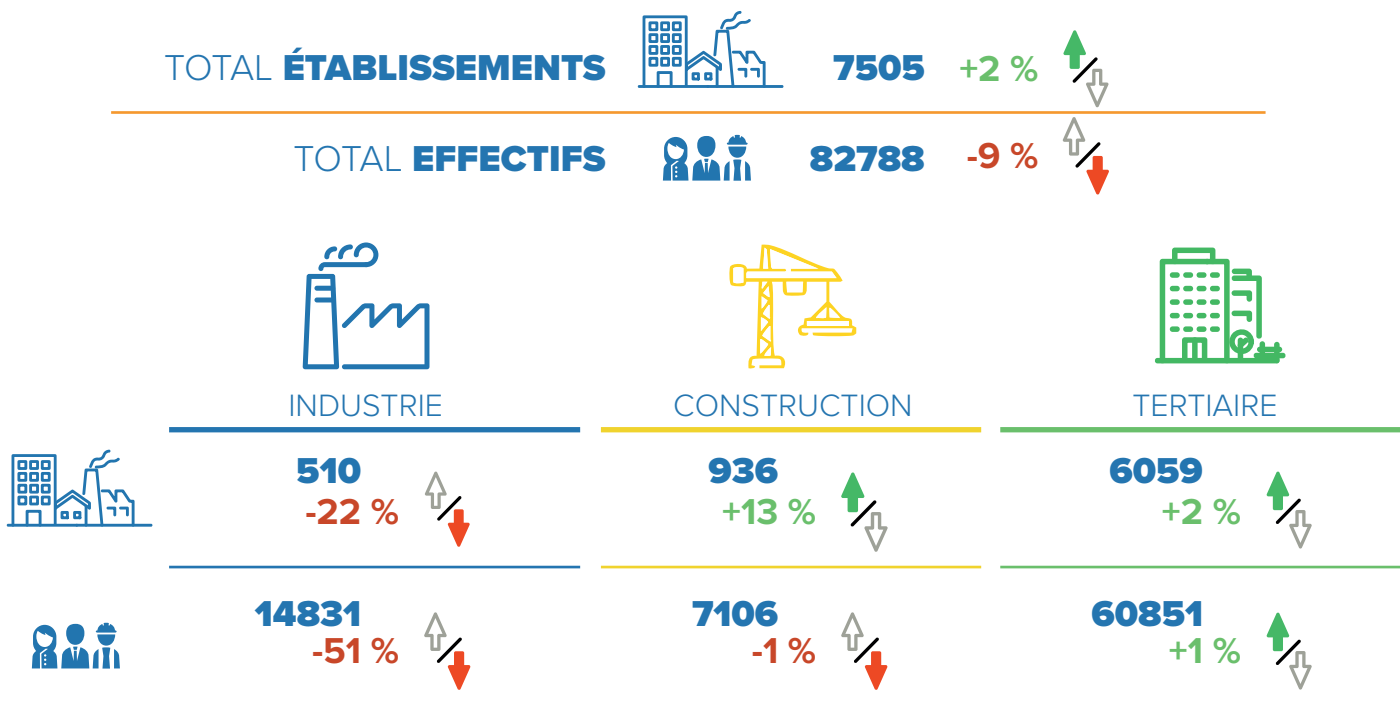 TOTAL ÉTABLISSEMENTS 7505 +2 %
TOTAL EFFECTIFS 82788 -9 %
INDUSTRIE CONSTRUCTION TERTIAIRE
510 936 6059
-22 % +13 % +2 %
14831 7106 60851
-51 % -1 % +1 %